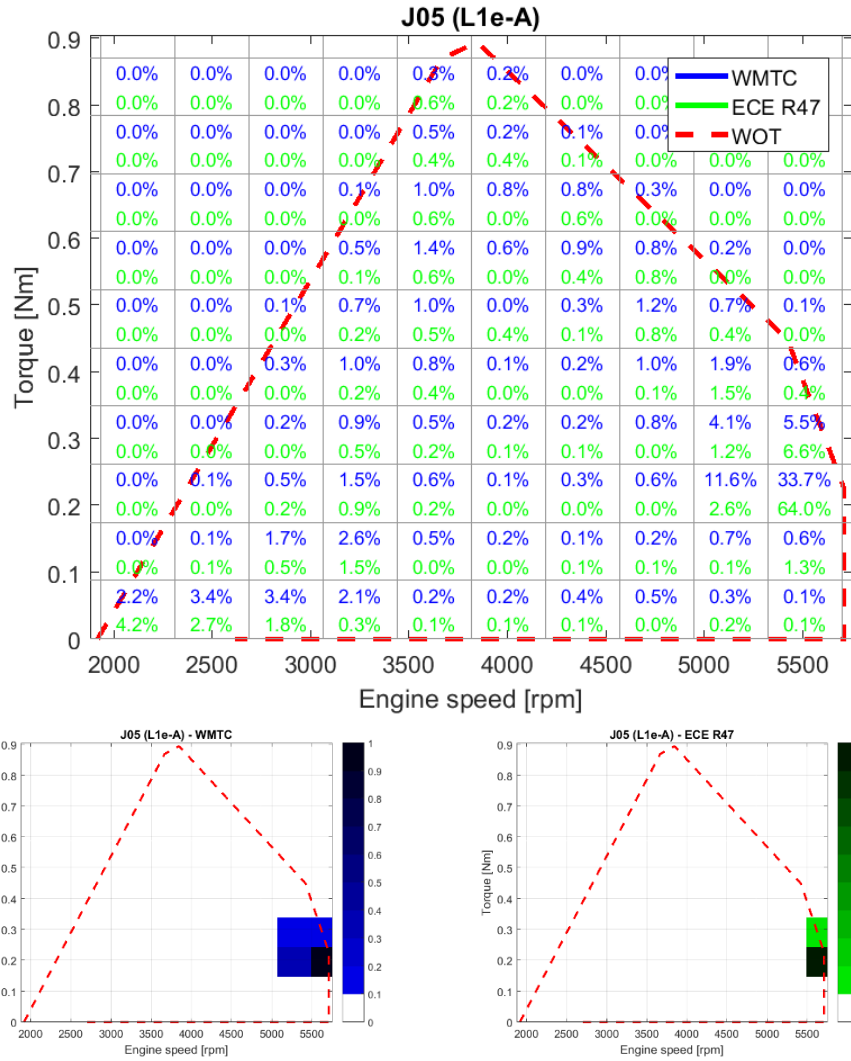 J05 (L1e-A)
0.9
0.0% 0.0% 0.0% 0.0% 0.3% 0.2% 0.0% 0.0%
WMTC
0.8
0.0% 0.0% 0.0% 0.0% 0.6% 0.2% 0.0% 0.0%
ECE R47
0.0% 0.0% 0.0% 0.0% 0.5% 0.2% 0.1% 0.0%
WOT
0.0% 0.0% 0.0% 0.0% 0.4% 0.4% 0.1% 0.0% 0.0% 0.0%
0.7
0.0% 0.0% 0.0% 0.1% 1.0% 0.8% 0.8% 0.3% 0.0% 0.0%
0.0% 0.0% 0.0% 0.0% 0.6% 0.0% 0.6% 0.0% 0.0% 0.0%
0.6
0.0% 0.0% 0.0% 0.5% 1.4% 0.6% 0.9% 0.8% 0.2% 0.0%
0.0% 0.0% 0.0% 0.1% 0.6% 0.0% 0.4% 0.8% 0.0% 0.0%
0.5
0.0% 0.0% 0.1% 0.7% 1.0% 0.0% 0.3% 1.2% 0.7% 0.1%
0.0% 0.0% 0.0% 0.2% 0.5% 0.4% 0.1% 0.8% 0.4% 0.0%
0.4
0.0% 0.0% 0.3% 1.0% 0.8% 0.1% 0.2% 1.0% 1.9% 0.6%
0.0% 0.0% 0.0% 0.2% 0.4% 0.0% 0.0% 0.1% 1.5% 0.4%
0.3
0.0% 0.0% 0.2% 0.9% 0.5% 0.2% 0.2% 0.8% 4.1% 5.5%
0.0% 0.0% 0.0% 0.5% 0.2% 0.1% 0.1% 0.0% 1.2% 6.6%
0.2
0.0% 0.1% 0.5% 1.5% 0.6% 0.1% 0.3% 0.6% 11.6% 33.7%
0.0% 0.0% 0.2% 0.9% 0.2% 0.0% 0.0% 0.0% 2.6% 64.0%
0.1
0.0% 0.1% 1.7% 2.6% 0.5% 0.2% 0.1% 0.2% 0.7% 0.6%
0.0% 0.1% 0.5% 1.5% 0.0% 0.0% 0.1% 0.1% 0.1% 1.3%
2.2% 3.4% 3.4% 2.1% 0.2% 0.2% 0.4% 0.5% 0.3% 0.1%
0
4.2% 2.7% 1.8% 0.3% 0.1% 0.1% 0.1% 0.0% 0.2% 0.1%
Torque [Nm]
2000 2500 3000 3500 4000 4500 5000 5500
Engine speed [rpm]
J05 (L1e-A) - WMTC
0.9
0.8
0.7
0.6
0.5
0.4
0.3
0.2
0.1
0
1
0.9
0.8
0.7
0.6
0.5
0.4
0.3
0.2
0.1
0
2000 2500 3000 3500 4000 4500 5000 5500
Engine speed [rpm]
J05 (L1e-A) - ECE R47
0.9
0.8
0.7
0.6
0.5
0.4
0.3
0.2
0.1
0
Torque [Nm]
2000 2500 3000 3500 4000 4500 5000 5500
Engine speed [rpm]